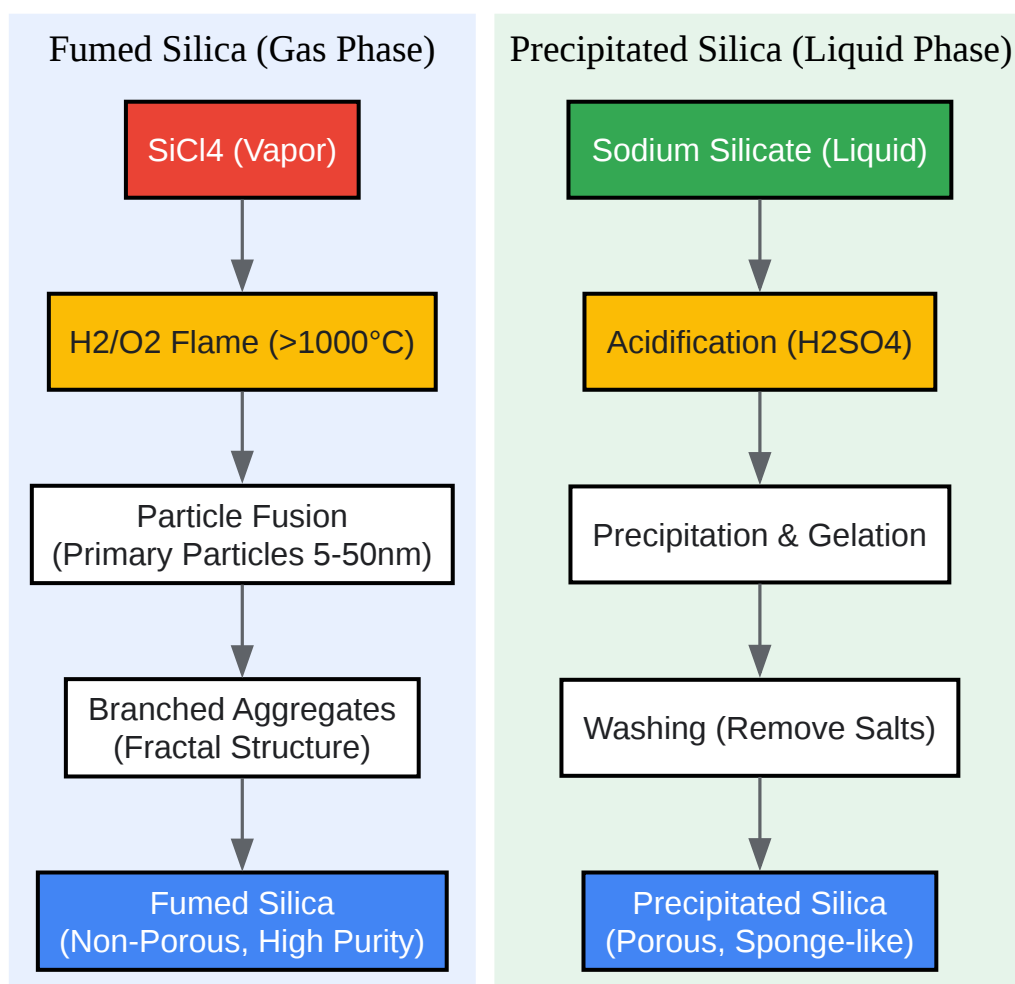 Fumed Silica (Gas Phase)
SiCl4 (Vapor)
H2/O2 Flame (>1000°C)
Particle Fusion
(Primary Particles 5-50nm)
Branched Aggregates
(Fractal Structure)
Fumed Silica
(Non-Porous, High Purity)
Precipitated Silica (Liquid Phase)
Sodium Silicate (Liquid)
Acidification (H2SO4)
Precipitation & Gelation
Washing (Remove Salts)
Precipitated Silica
(Porous, Sponge-like)